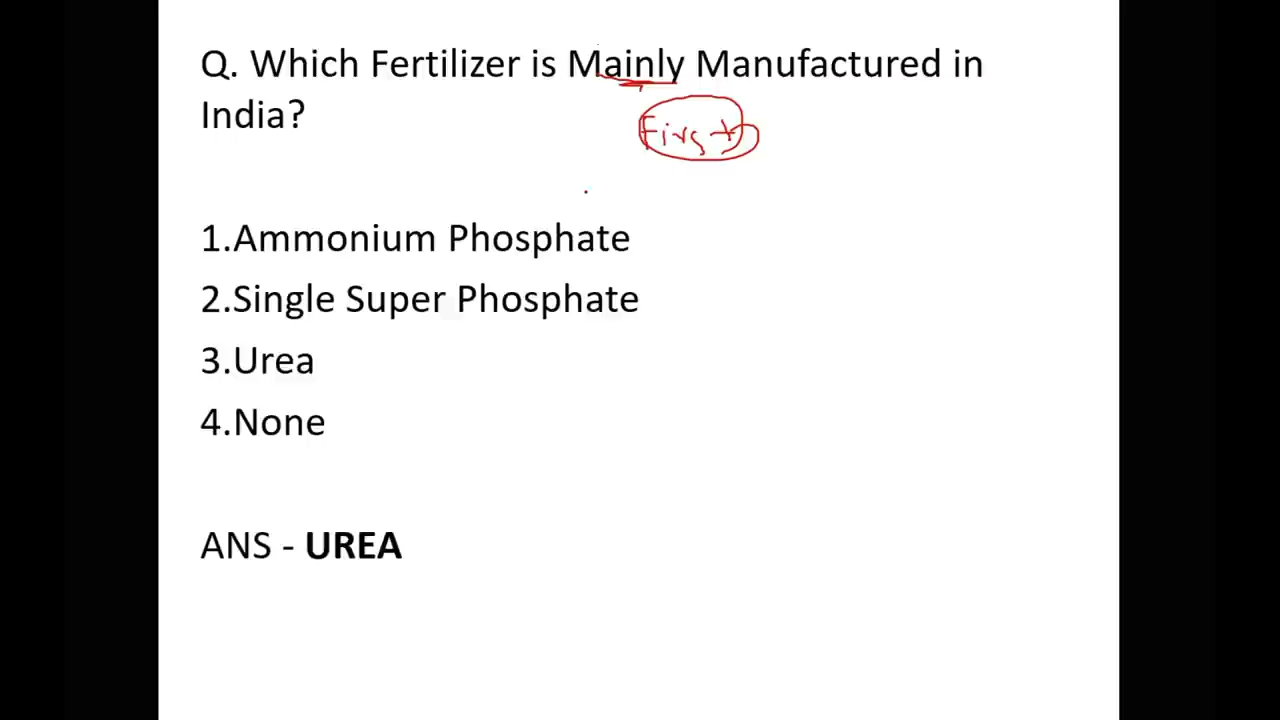 Q. Which Fertilizer is Mainly Manufactured in
India?
First
1.Ammonium Phosphate
2.Single Super Phosphate
3.Urea
4.None
ANS - UREA